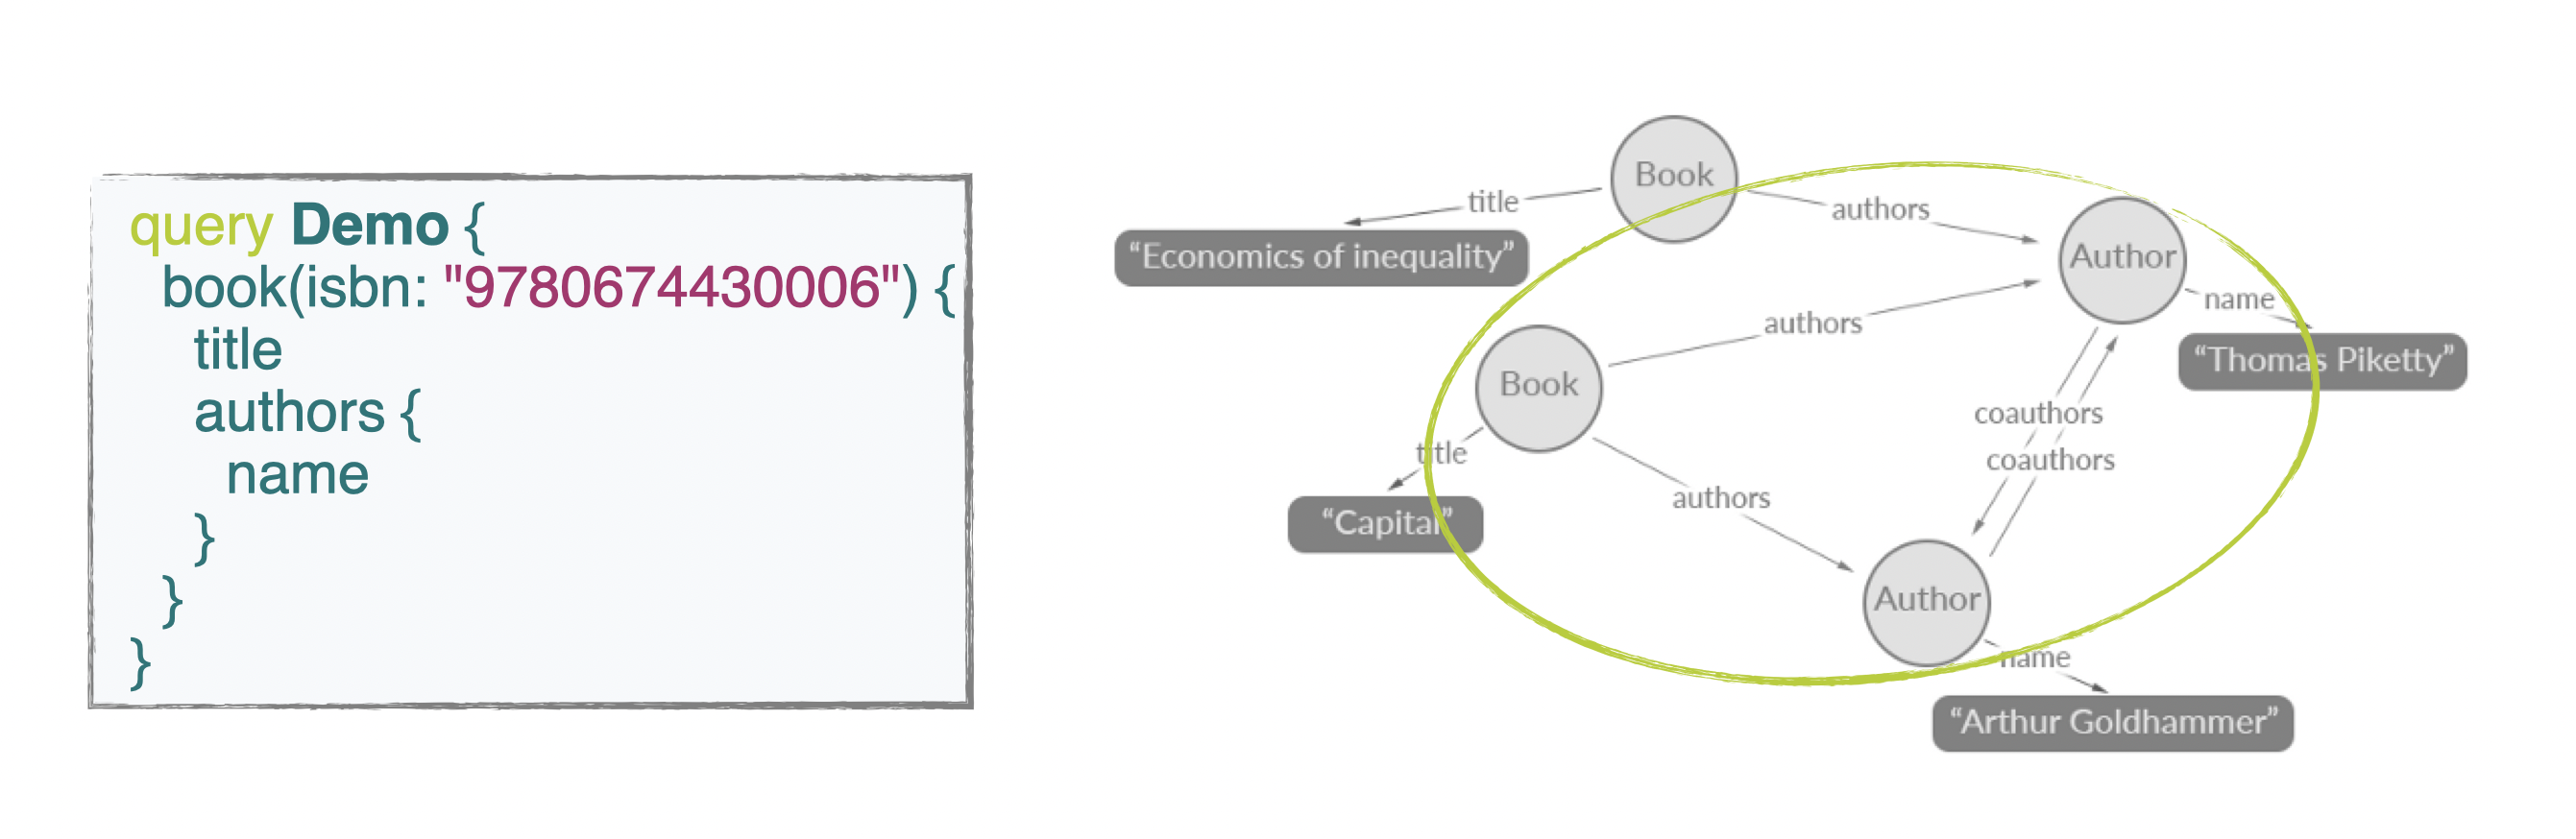 query Demo {
book(isbn: "9780674430006") {
title
authors {
name
}
}
}
Book
title
authors
"Economics of inequality"
Author
name
authors
"Thomas Piketty"
Book
coauthors
title
coauthors
authors
"Capital"
Author
name
"Arthur Goldhammer"